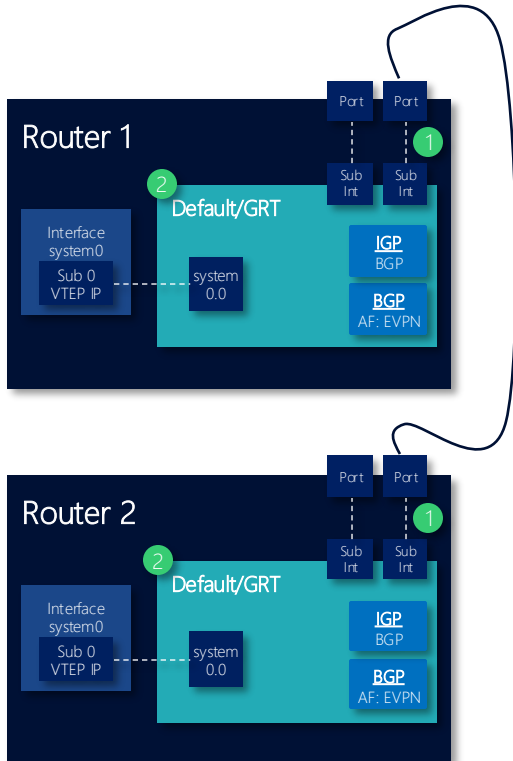 Port
Port
Router 1
1
Sub
Int
Sub
Int
2
Default/GRT
Interface
system0
Sub 0
VTEP IP
system
0.0
IGP
BGP
BGP
AF: EVPN
Port
Port
Router 2
1
Sub
Int
Sub
Int
2
Default/GRT
Interface
system0
Sub 0
VTEP IP
system
0.0
IGP
BGP
BGP
AF: EVPN